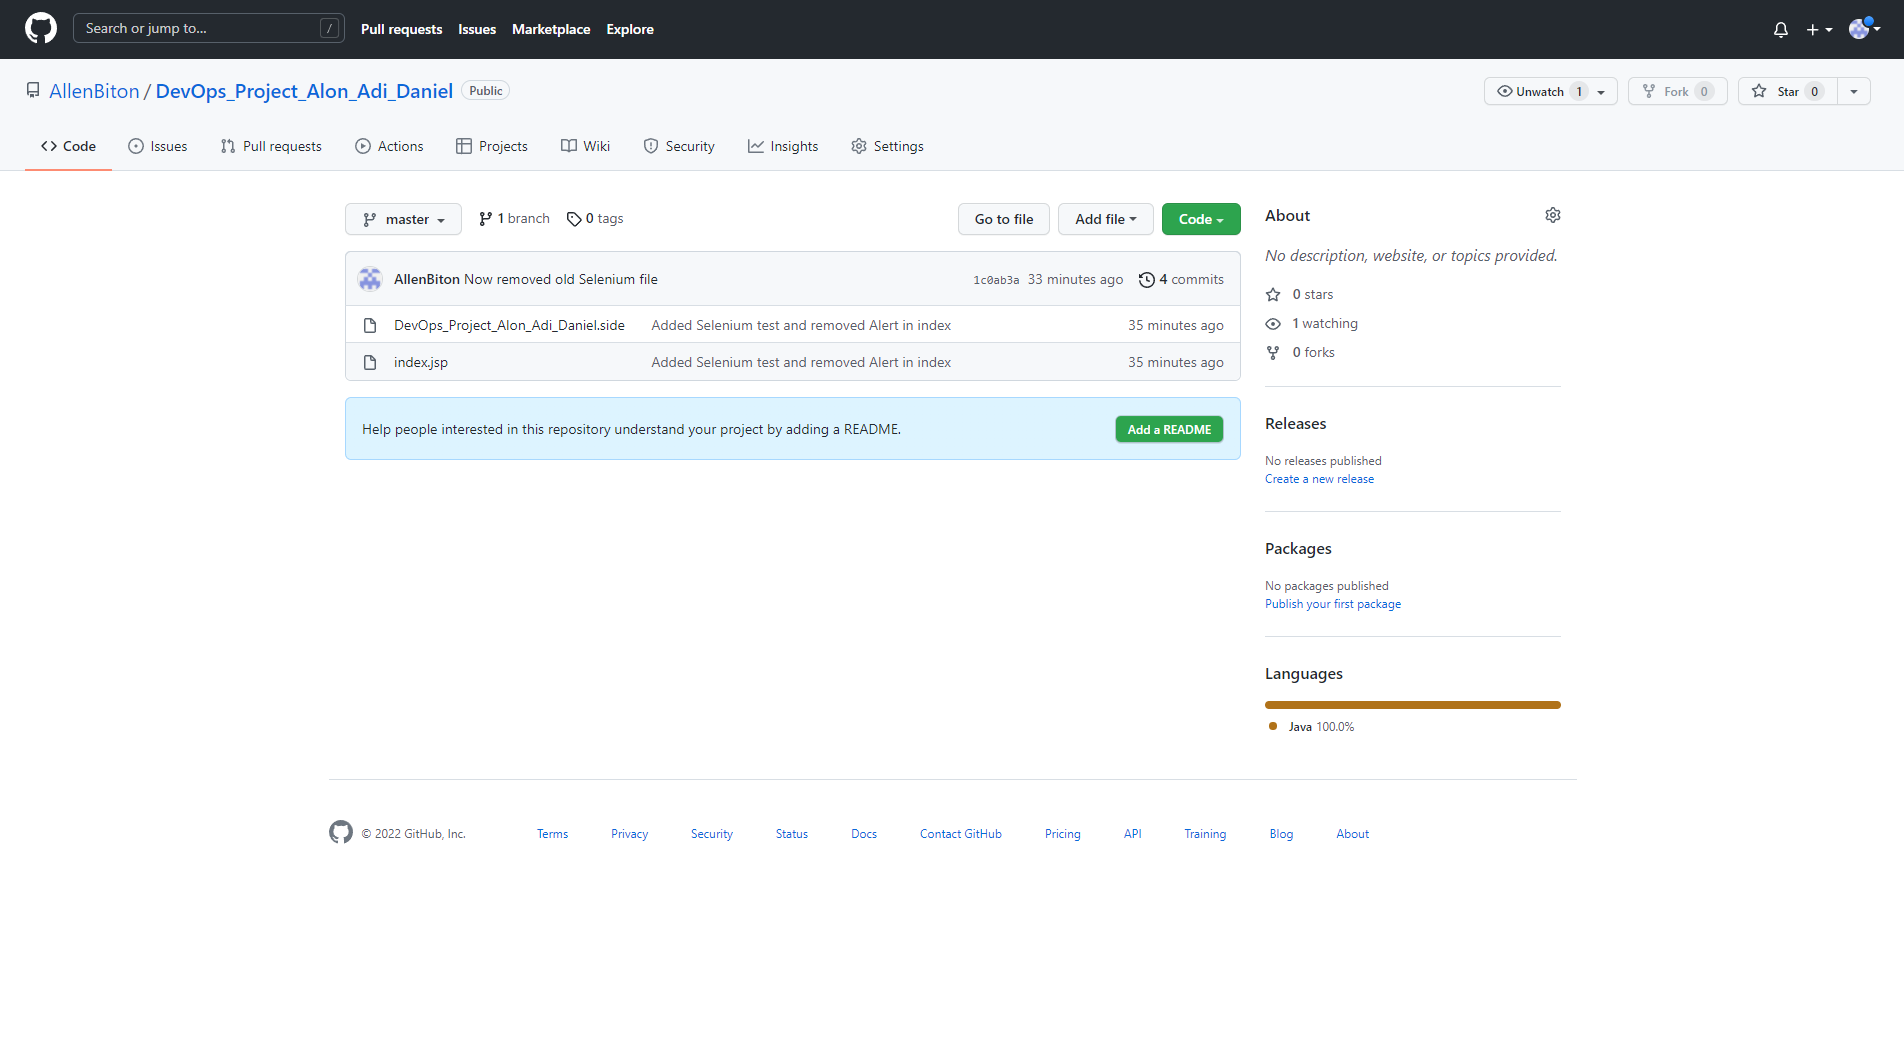 Search or jump to... /
Pull requests Issues Marketplace Explore
AllenBiton / DevOps_Project_Alon_Adi_Daniel Public
Unwatch 1 Fork 0 Star 0
Code Issues Pull requests Actions Projects Wiki Security Insights Settings
master 1 branch 0 tags Go to file Add file Code
AllenBiton Now removed old Selenium file 1c0ab3a 33 minutes ago 4 commits
DevOps_Project_Alon_Adi_Daniel.side Added Selenium test and removed Alert in index 35 minutes ago
index.jsp Added Selenium test and removed Alert in index 35 minutes ago
Help people interested in this repository understand your project by adding a README. Add a README
About
No description, website, or topics provided.
0 stars
1 watching
0 forks
Releases
No releases published
Create a new release
Packages
No packages published
Publish your first package
Languages
Java 100.0%
© 2022 GitHub, Inc. Terms Privacy Security Status Docs Contact GitHub Pricing API Training Blog About